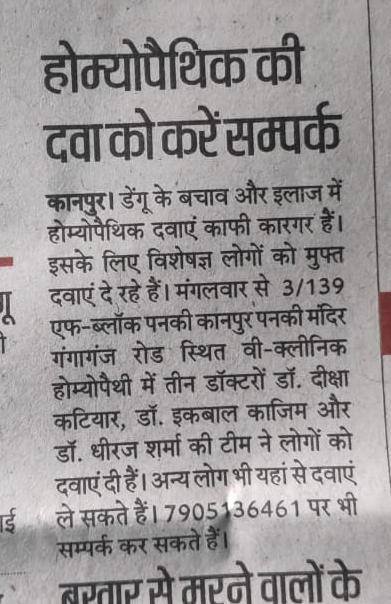 होम्योपैथिक की
दवा को करें सम्पर्क
कानपुर। डेंगू के बचाव और इलाज में
होम्योपैथिक दवाएं काफी कारगर हैं।
इसके लिए विशेषज्ञ लोगों को मुफ्त
दवाएं दे रहे हैं। मंगलवार से 3/139
एफ-ब्लॉक पनकी कानपुर पनकी मंदिर
गंगागंज रोड स्थित वी-क्लीनिक
होम्योपैथी में तीन डॉक्टरों डॉ. दीक्षा
कटियार, डॉ. इकबाल काजिम और
डॉ. धीरज शर्मा की टीम ने लोगों को
दवाएं दी हैं। अन्य लोग भी यहां से दवाएं
ले सकते हैं। 7905136461 पर भी
सम्पर्क कर सकते हैं।
बुखार से मरने वालों के